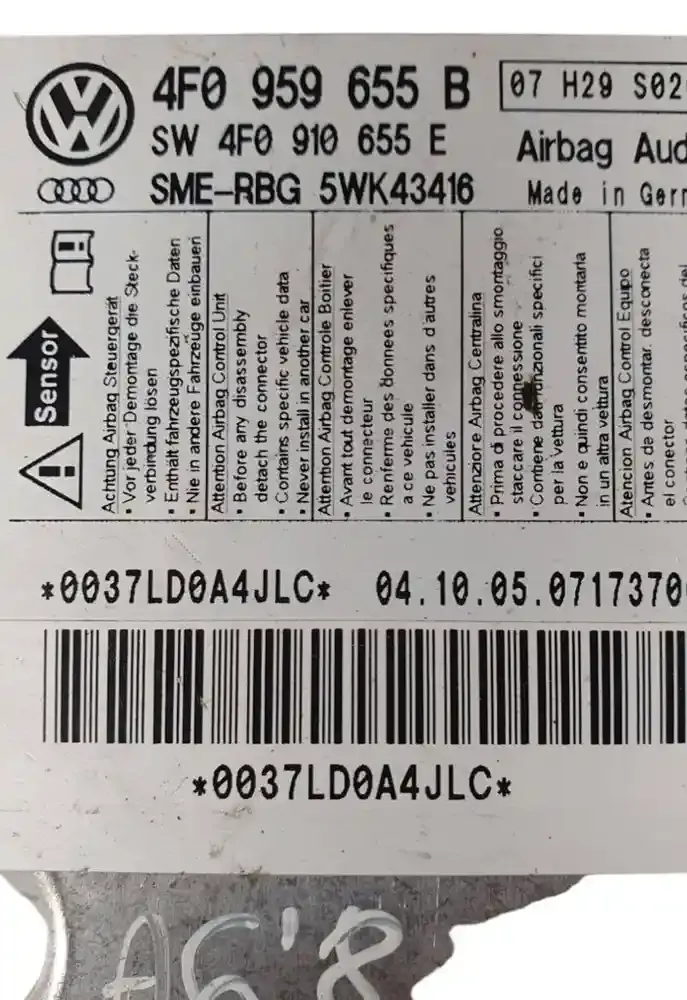 4F0 959 655 B
07 H29 S02
SW 4F0 910 655 E
Airbag Aud
SME-RBG 5WK43416
Made in Ger
Sensor
Achtung Airbag Steuergerät
• Vor jeder Demontage die Steck-
verbindung lösen
• Enthält fahrzeugspezifische Daten
• Nie in andere Fahrzeuge einbauen
Attention Airbag Control Unit
• Before any disassembly
detach the connector
• Contains specific vehicle data
• Never install in another car
Attention Airbag Controle Boitier
• Avant tout demontage enlever
le connecteur
• Renferme des donnees specifiques
a ce vehicule
• Ne pas installer dans d'autres
vehicules
Attenzione Airbag Centralina
• Prima di procedere allo smontaggio
staccare il connessione
• Contiene dati funzionali specifici
per la vettura
• Non e quindi consentito montarla
in un altra vettura
Atencion Airbag Control Equipo
• Antes de desmontar, desconecta
el conector
*0037LD0A4JLC*
04.10.05.0717370
*0037LD0A4JLC*